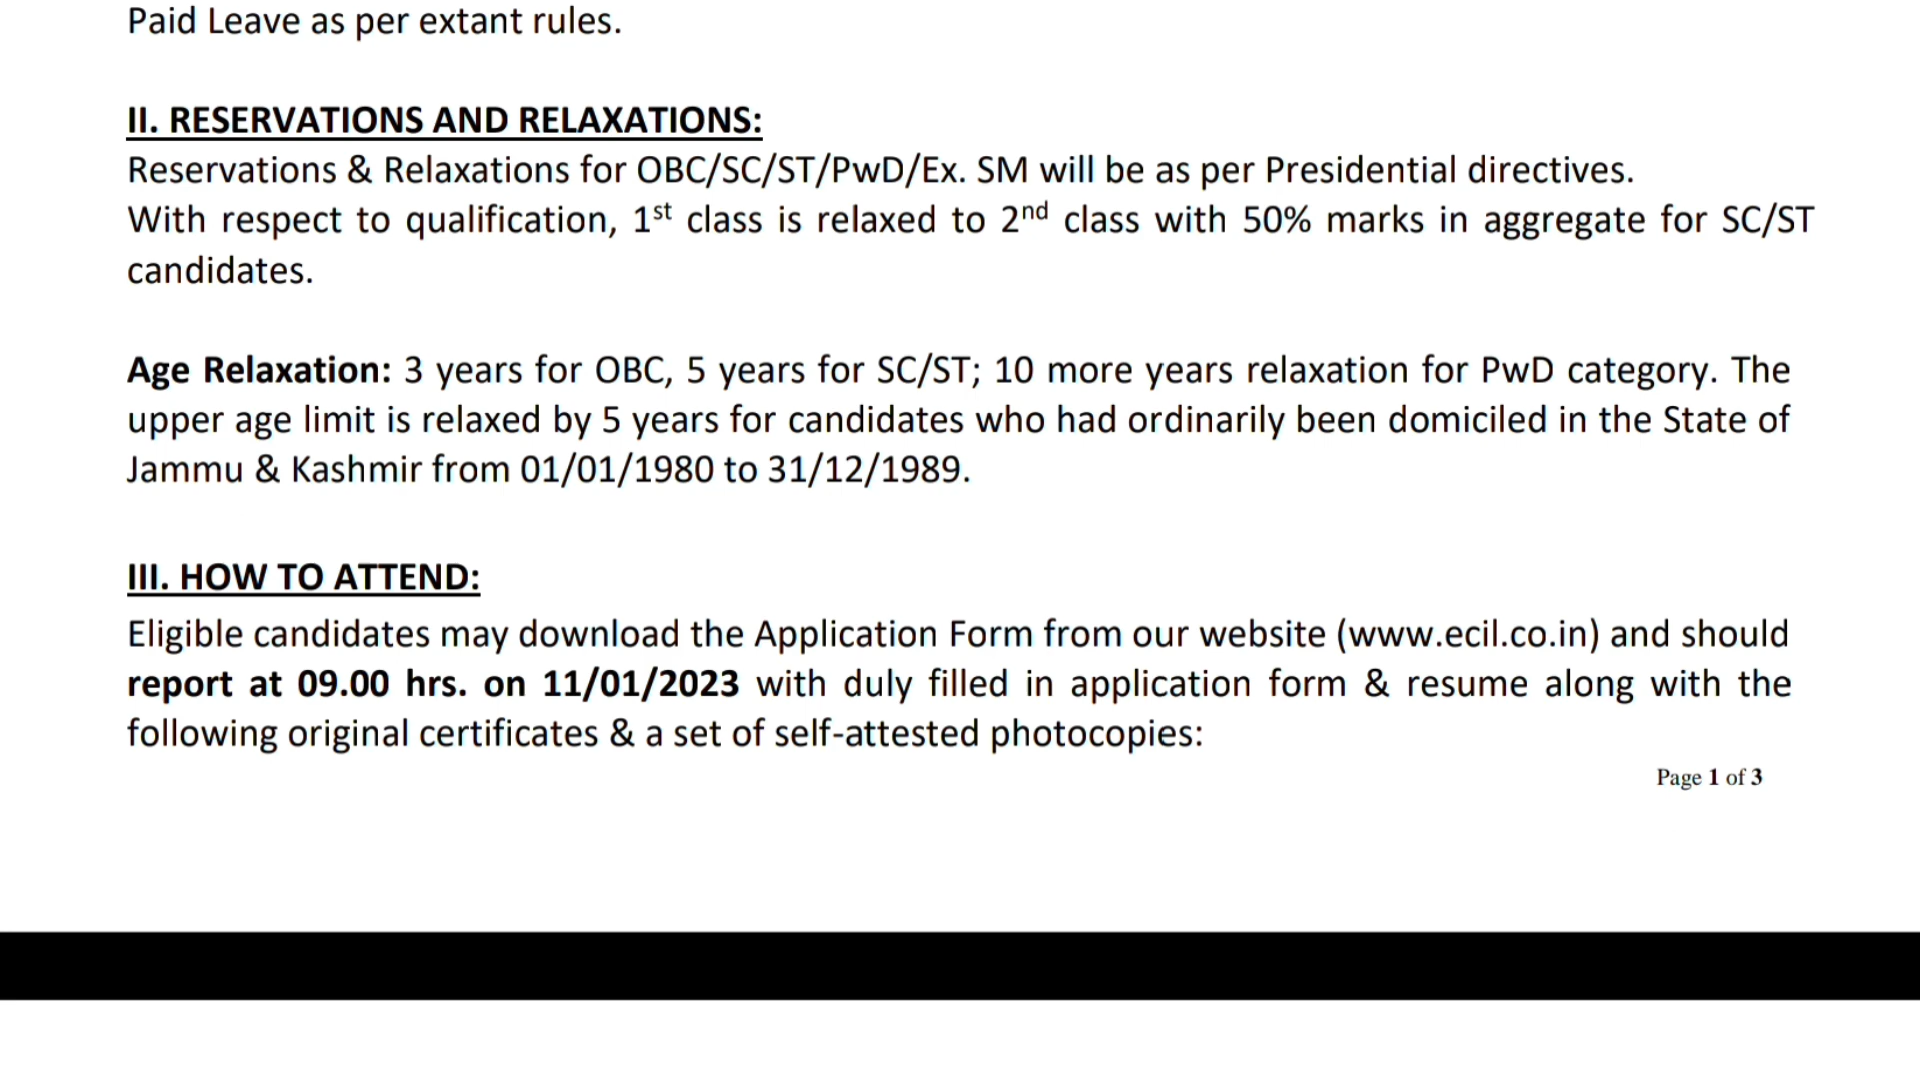 Paid Leave as per extant rules.
II. RESERVATIONS AND RELAXATIONS:
Reservations & Relaxations for OBC/SC/ST/PwD/Ex. SM will be as per Presidential directives.
With respect to qualification, 1st class is relaxed to 2nd class with 50% marks in aggregate for SC/ST
candidates.
Age Relaxation: 3 years for OBC, 5 years for SC/ST; 10 more years relaxation for PwD category. The
upper age limit is relaxed by 5 years for candidates who had ordinarily been domiciled in the State of
Jammu & Kashmir from 01/01/1980 to 31/12/1989.
III. HOW TO ATTEND:
Eligible candidates may download the Application Form from our website (www.ecil.co.in) and should
report at 09.00 hrs. on 11/01/2023 with duly filled in application form & resume along with the
following original certificates & a set of self-attested photocopies:
Page 1 of 3